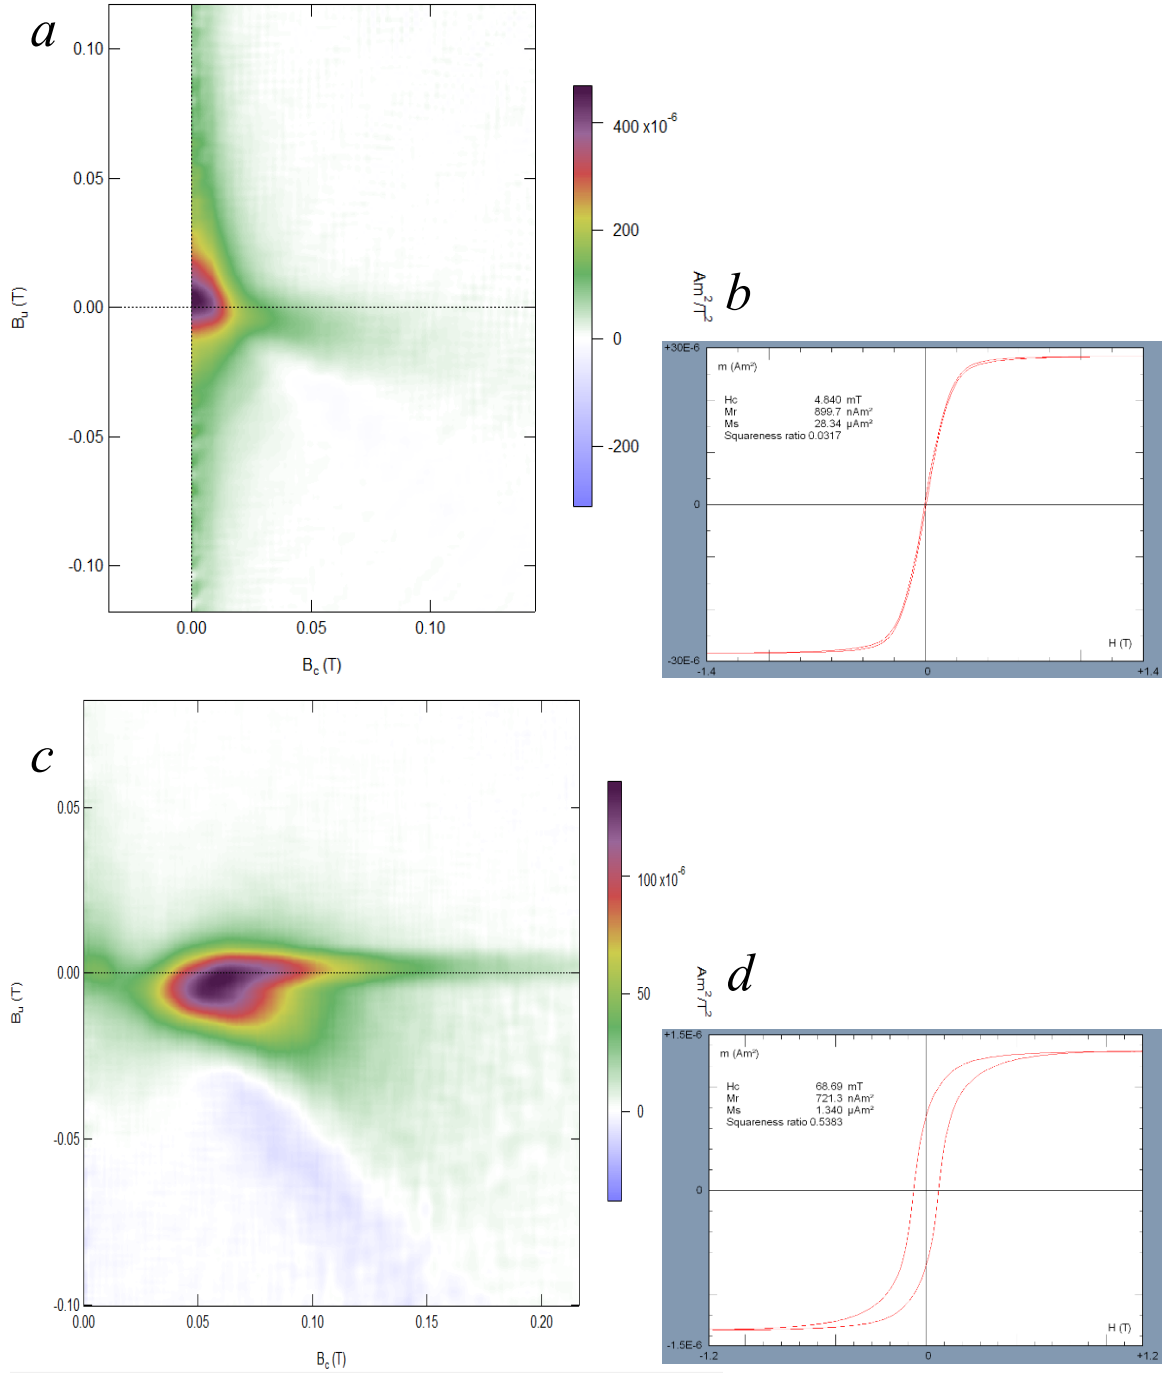 a
0.10
0.05
0.00
-0.05
-0.10
B_u (T)
0.00
0.05
0.10
B_c (T)
400 x10^-6
200
0
-200
Am²/T²
b
+30E-6
m (Am²)
Hc 4.840 mT
Mr 899.7 nAm²
Ms 28.34 µAm²
Squareness ratio 0.0317
0
H (T)
-30E-6
-1.4
0
+1.4
c
0.05
0.00
-0.05
-0.10
B_u (T)
0.00
0.05
0.10
0.15
0.20
B_c (T)
100 x10^-6
50
0
Am²/T²
d
+1.5E-6
m (Am²)
Hc 68.69 mT
Mr 721.3 nAm²
Ms 1.340 µAm²
Squareness ratio 0.5383
0
H (T)
-1.5E-6
-1.2
0
+1.2